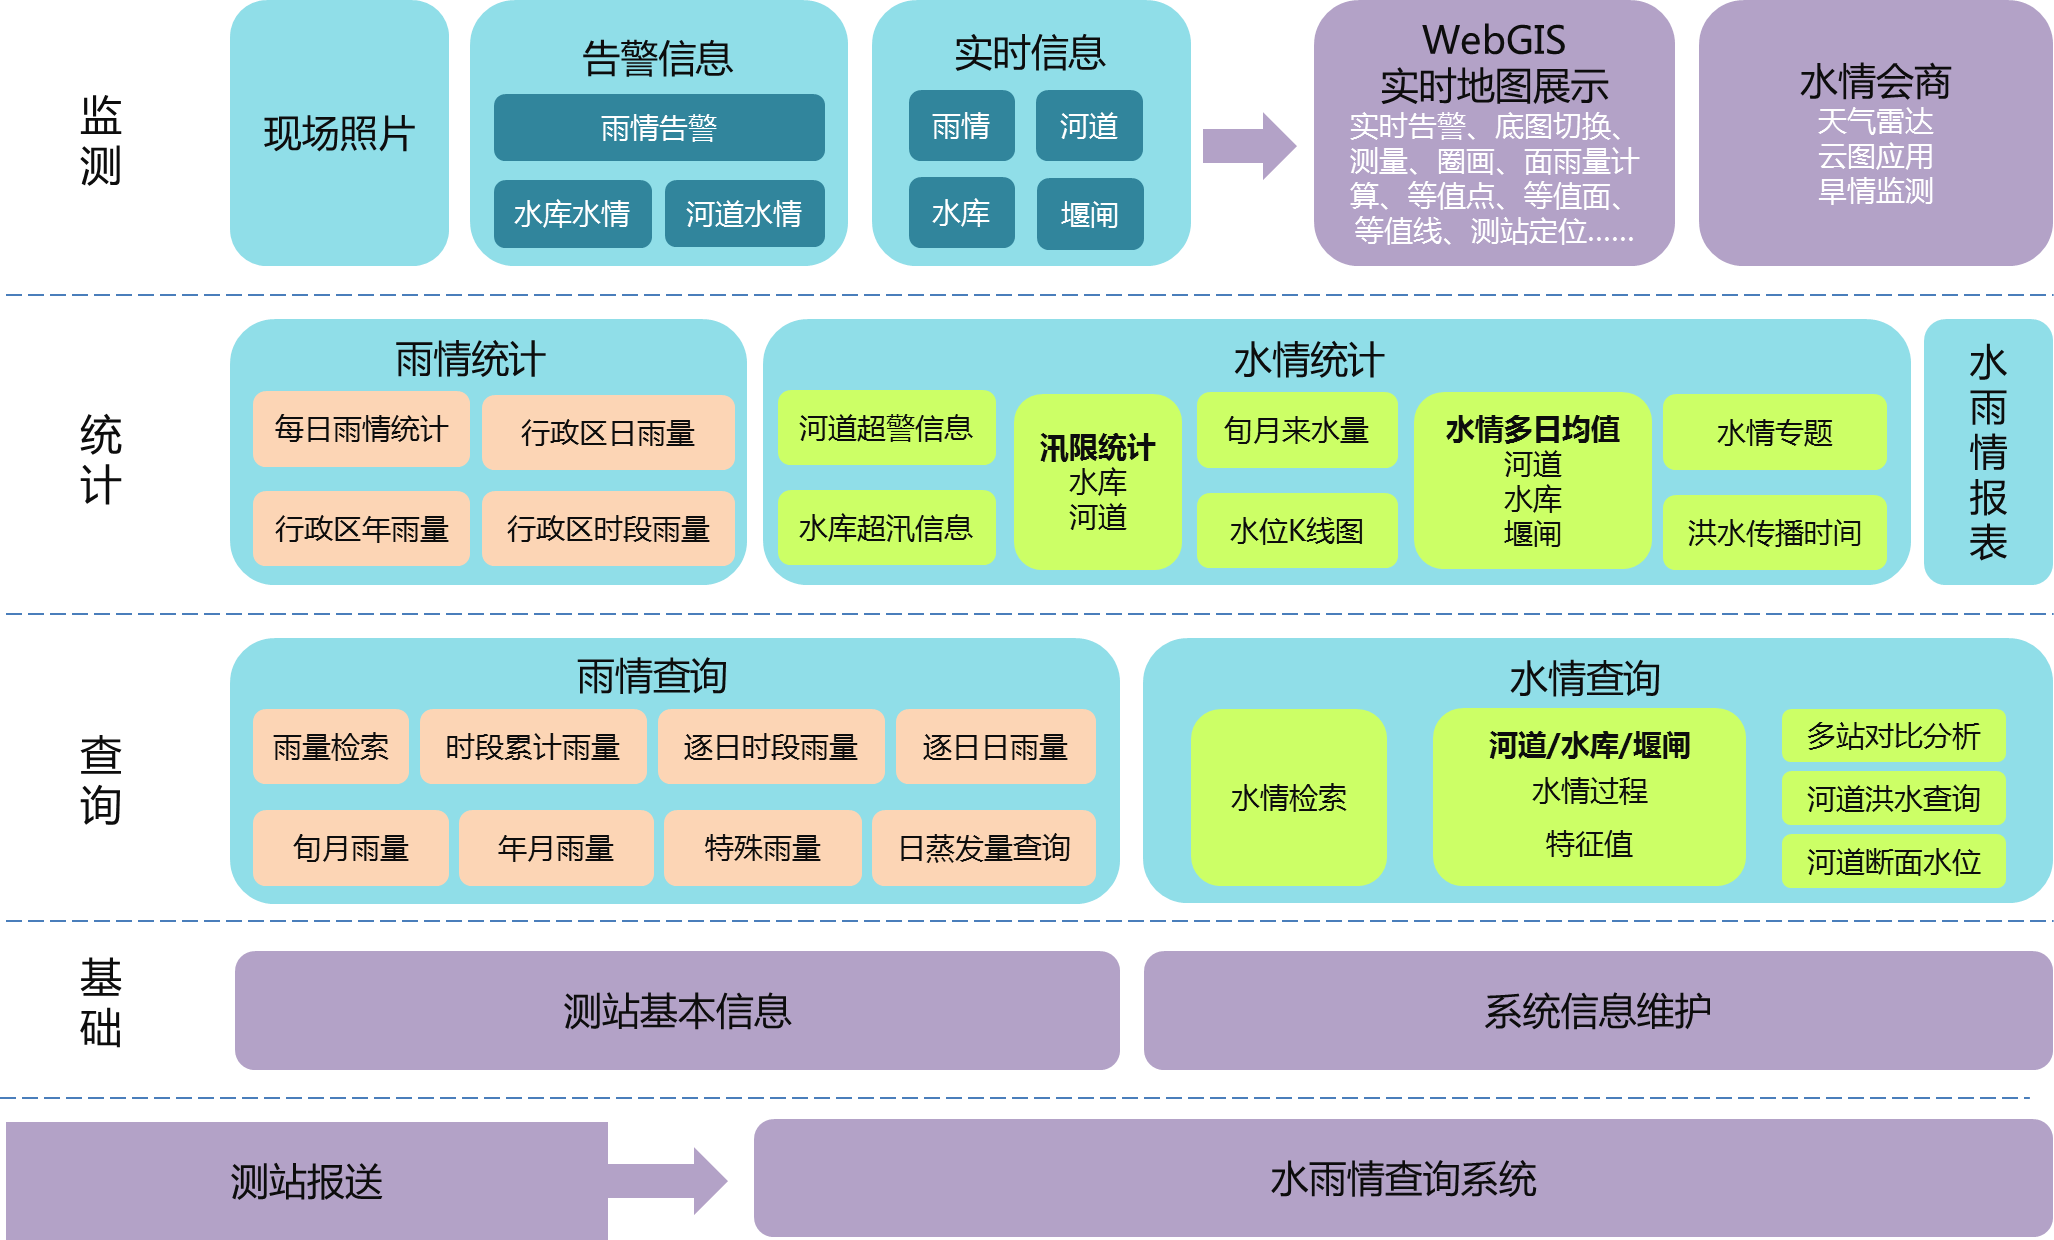 监
测
现场照片
告警信息
雨情告警
水库水情
河道水情
实时信息
雨情
河道
水库
堰闸
WebGIS
实时地图展示
实时告警、底图切换、
测量、圈画、面雨量计
算、等值点、等值面、
等值线、测站定位......
水情会商
天气雷达
云图应用
旱情监测
统
计
雨情统计
每日雨情统计
行政区日雨量
行政区年雨量
行政区时段雨量
水情统计
河道超警信息
水库超汛信息
汛限统计
水库
河道
旬月来水量
水位K线图
水情多日均值
河道
水库
堰闸
水情专题
洪水传播时间
水
雨
情
报
表
查
询
雨情查询
雨量检索
时段累计雨量
逐日时段雨量
逐日日雨量
旬月雨量
年月雨量
特殊雨量
日蒸发量查询
水情查询
水情检索
河道/水库/堰闸
水情过程
特征值
多站对比分析
河道洪水查询
河道断面水位
基
础
测站基本信息
系统信息维护
测站报送
水雨情查询系统